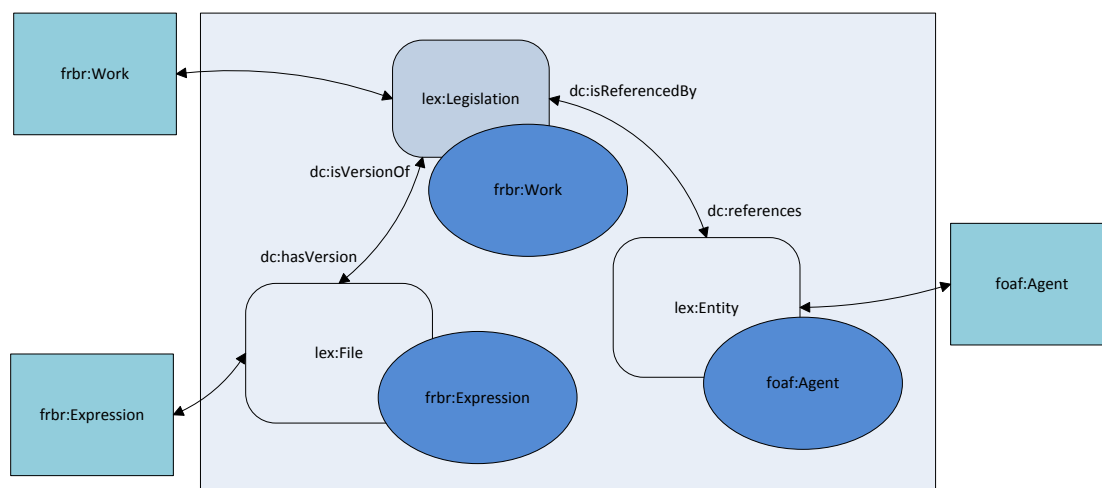 frbr:Work
lex:Legislation
dc:isReferencedBy
dc:isVersionOf
frbr:Work
dc:references
dc:hasVersion
foaf:Agent
lex:Entity
lex:File
foaf:Agent
frbr:Expression
frbr:Expression